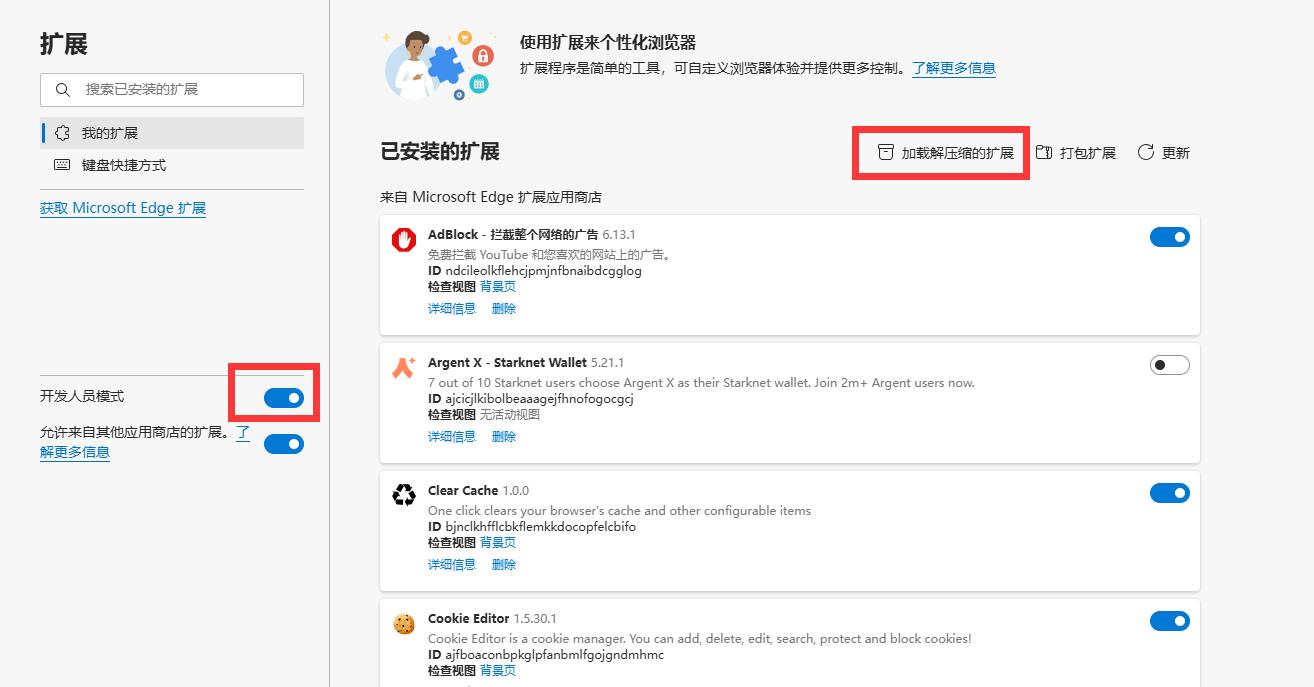 扩展
搜索已安装的扩展
我的扩展
键盘快捷方式
获取 Microsoft Edge 扩展
开发人员模式
允许来自其他应用商店的扩展。了
解更多信息
使用扩展来个性化浏览器
扩展程序是简单的工具，可自定义浏览器体验并提供更多控制。了解更多信息
已安装的扩展
加载解压缩的扩展
打包扩展
更新
来自 Microsoft Edge 扩展应用商店
AdBlock - 拦截整个网络的广告 6.13.1
免费拦截 YouTube 和您喜欢的网站上的广告。
ID ndcileolkflehcjpmjnfbnaibdcgglog
检查视图 背景页
详细信息 删除
Argent X - Starknet Wallet 5.21.1
7 out of 10 Starknet users choose Argent X as their Starknet wallet. Join 2m+ Argent users now.
ID ajcicjlkibolbeaaagejfhnofogocgcj
检查视图 无活动视图
详细信息 删除
Clear Cache 1.0.0
One click clears your browser's cache and other configurable items
ID bjnclkhfflcbkflemkkdocopfelcbifo
检查视图 背景页
详细信息 删除
Cookie Editor 1.5.30.1
Cookie Editor is a cookie manager. You can add, delete, edit, search, protect and block cookies!
ID ajfboaconbpkglpfanbmlfgojgndmhmc
检查视图 背景页